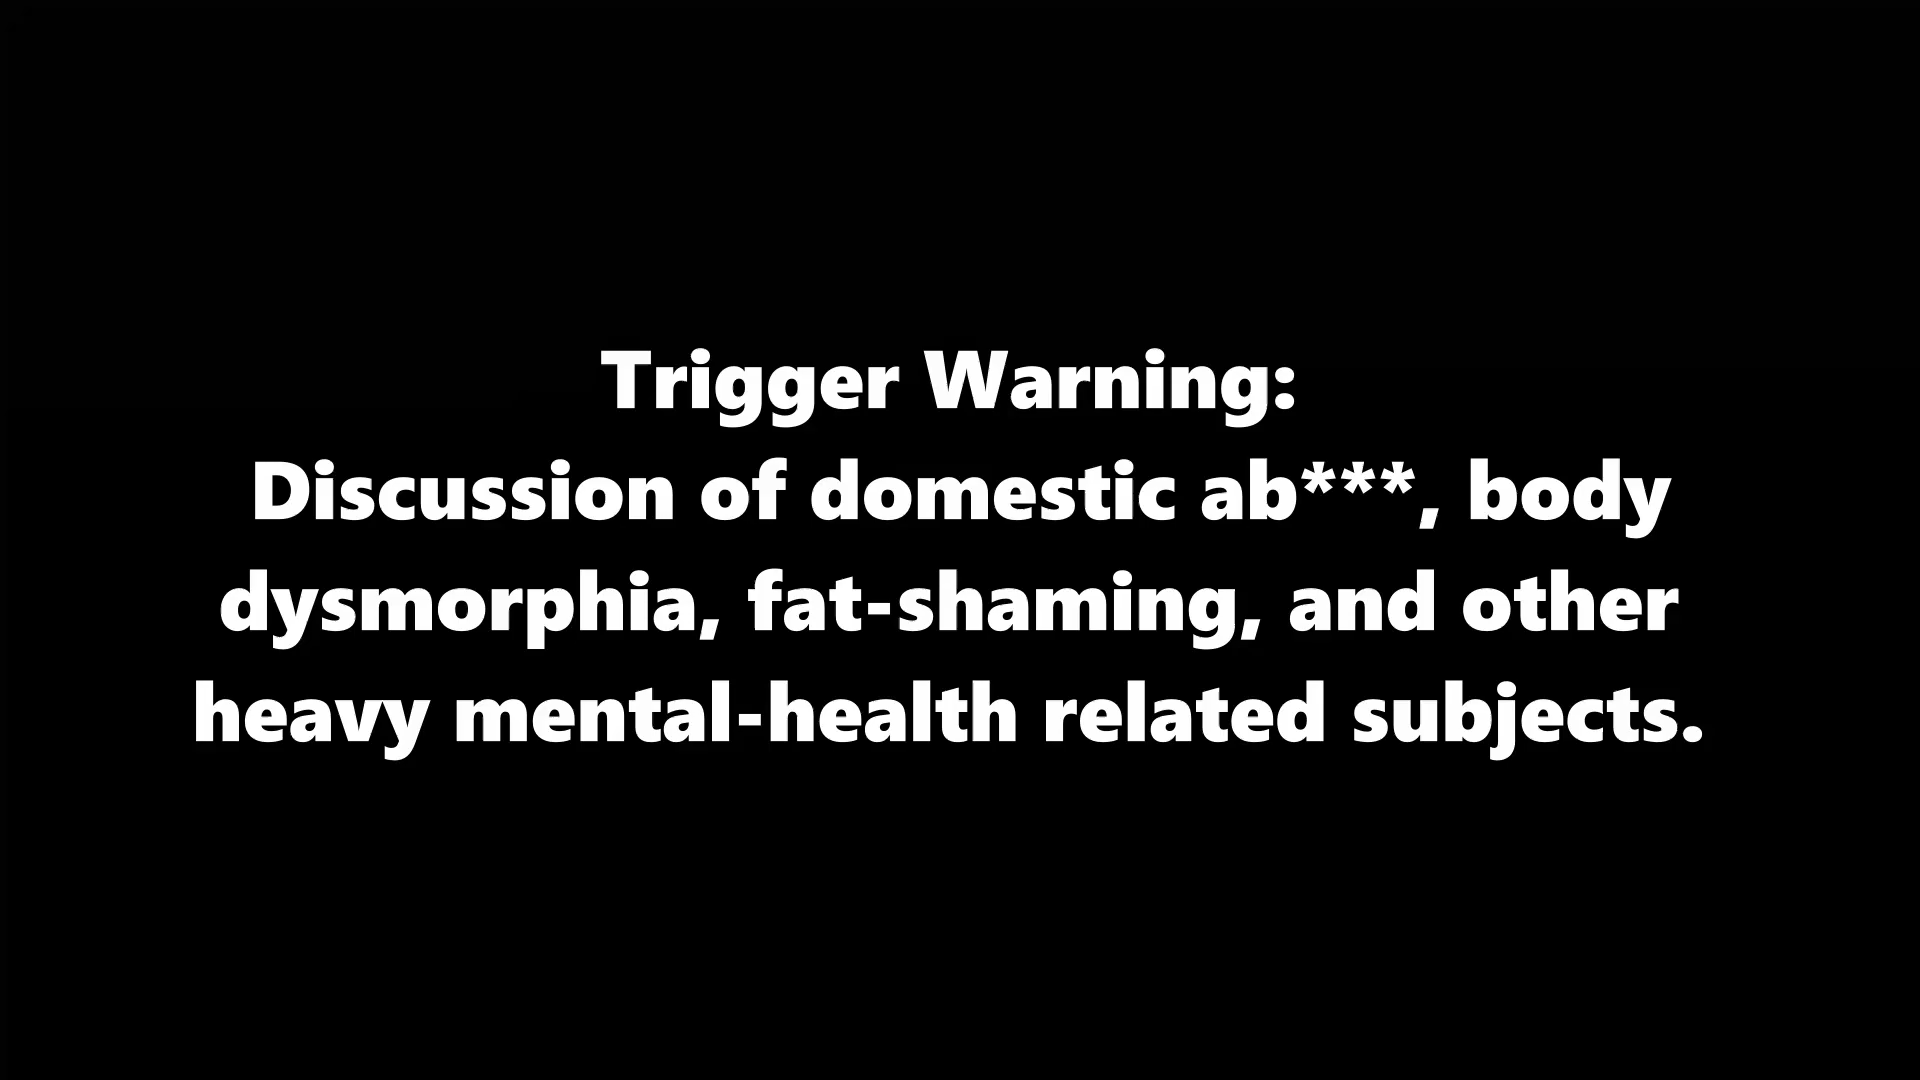 Trigger Warning:
Discussion of domestic ab***, body
dysmorphia, fat-shaming, and other
heavy mental-health related subjects.